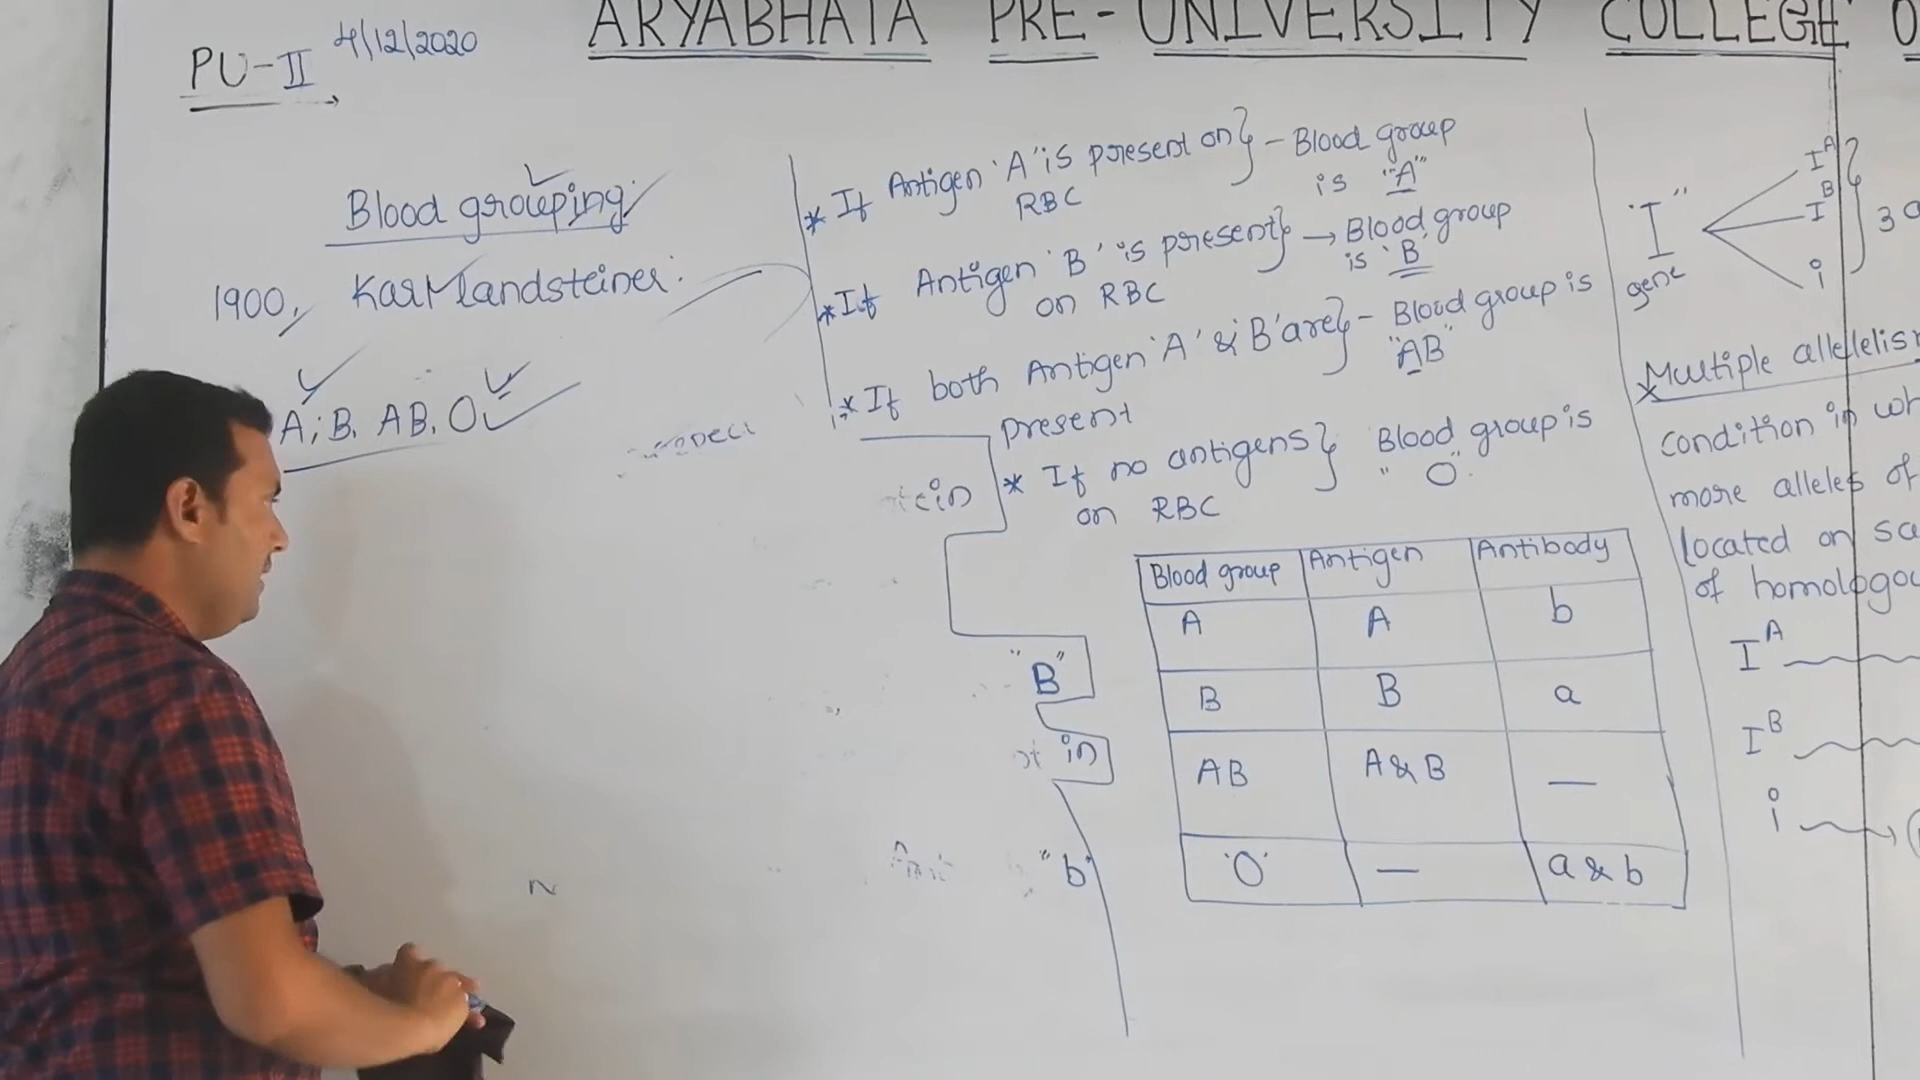 ARYABHATA PRE-UNIVERSITY COLLEGE
PU-II 4/12/2020
Blood grouping
1900, Karl landsteiner:
A, B, AB, O
* If Antigen 'A' is present on } - Blood group
RBC is "A"
* If Antigen 'B' is present } → Blood group
on RBC is 'B'
* If both Antigen 'A' & 'B' are } - Blood group is
present "AB"
* If no antigens } Blood group is
on RBC "O"
"B"
in
"b"
Blood group Antigen Antibody
A A b
B B a
AB A & B —
'O' — a & b
"I" gene
I^A
I^B
i
3
* Multiple allelelis
condition in wh
more alleles of
located on sa
of homologou
I^A
I^B
i →